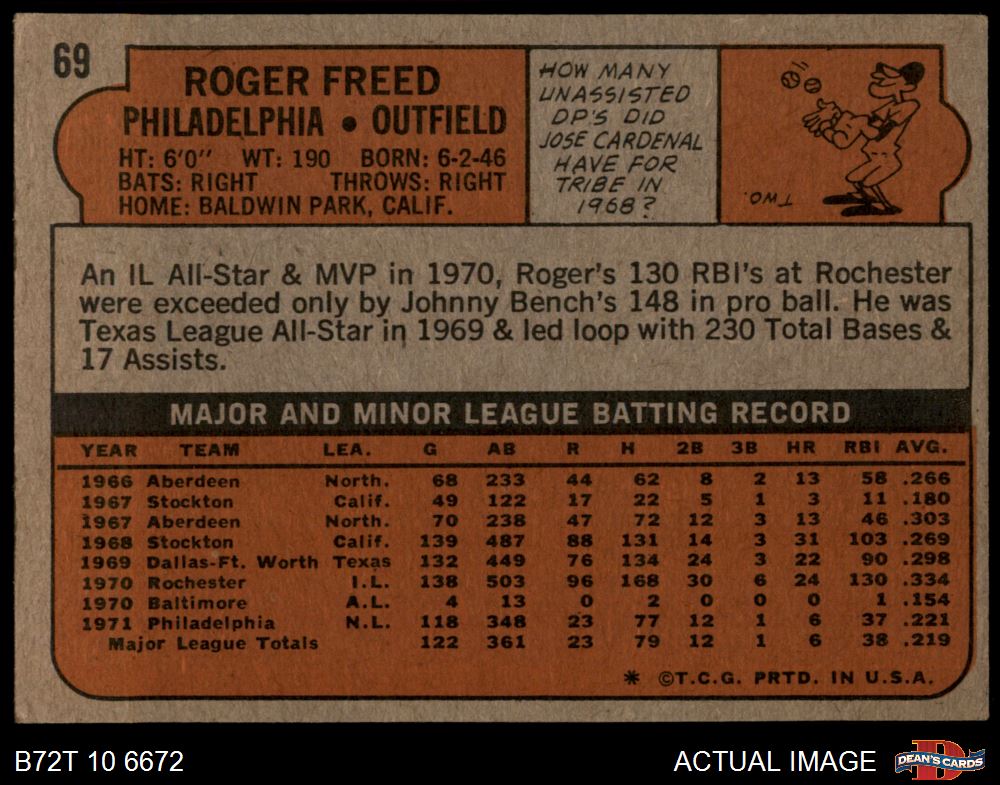 69
ROGER FREED
PHILADELPHIA • OUTFIELD
HT: 6'0" WT: 190 BORN: 6-2-46
BATS: RIGHT THROWS: RIGHT
HOME: BALDWIN PARK, CALIF.
HOW MANY
UNASSISTED
DP'S DID
JOSE CARDENAL
HAVE FOR
TRIBE IN
1968?
TWO.
An IL All-Star & MVP in 1970, Roger's 130 RBI's at Rochester
were exceeded only by Johnny Bench's 148 in pro ball. He was
Texas League All-Star in 1969 & led loop with 230 Total Bases &
17 Assists.
MAJOR AND MINOR LEAGUE BATTING RECORD
YEAR TEAM LEA. G AB R H 2B 3B HR RBI AVG.
1966 Aberdeen North. 68 233 44 62 8 2 13 58 .266
1967 Stockton Calif. 49 122 17 22 5 1 3 11 .180
1967 Aberdeen North. 70 238 47 72 12 3 13 46 .303
1968 Stockton Calif. 139 487 88 131 14 3 31 103 .269
1969 Dallas-Ft. Worth Texas 132 449 76 134 24 3 22 90 .298
1970 Rochester I.L. 138 503 96 168 30 6 24 130 .334
1970 Baltimore A.L. 4 13 0 2 0 0 0 1 .154
1971 Philadelphia N.L. 118 348 23 77 12 1 6 37 .221
Major League Totals 122 361 23 79 12 1 6 38 .219
* ©T.C.G. PRTD. IN U.S.A.
B72T 10 6672
ACTUAL IMAGE
D
DEAN'S CARDS